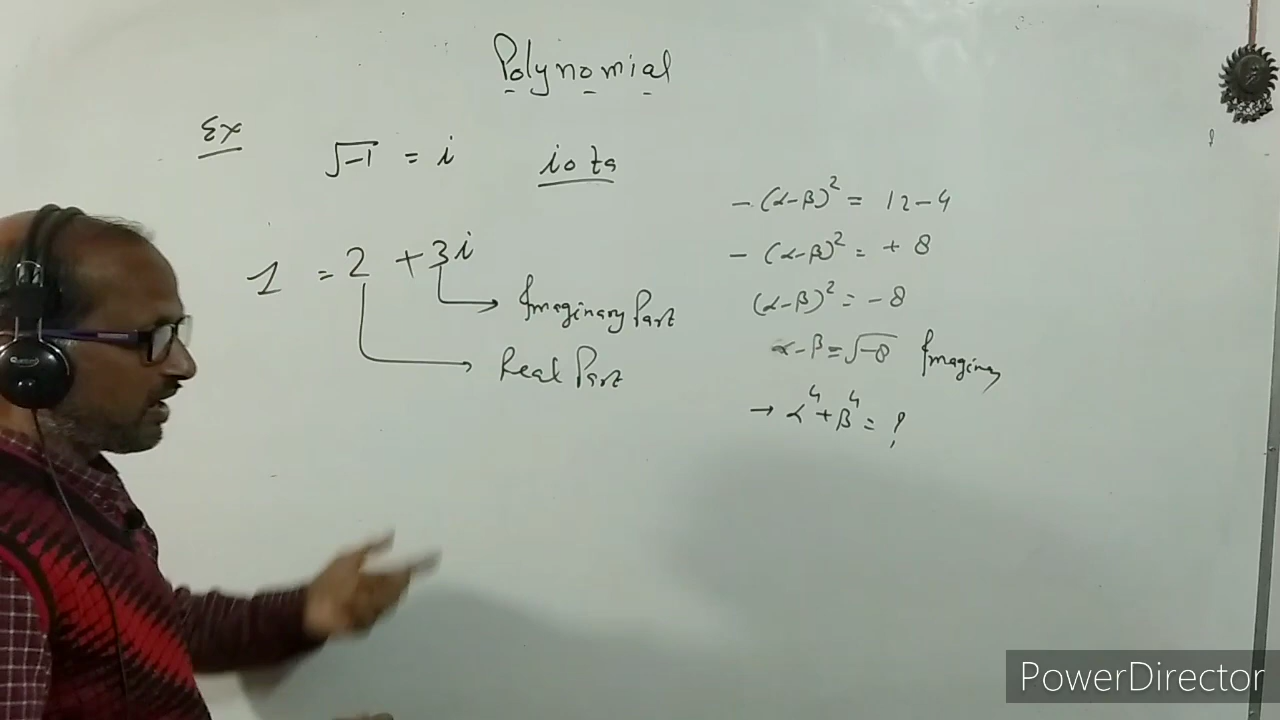 Polynomial
Ex
√-1 = i iota
1 = 2 + 3i
Imaginary Part
Real Part
- (α-β)² = 12-4
- (α-β)² = + 8
(α-β)² = - 8
α-β = √-8 Imaginary
→ α⁴ + β⁴ = ?
PowerDirector